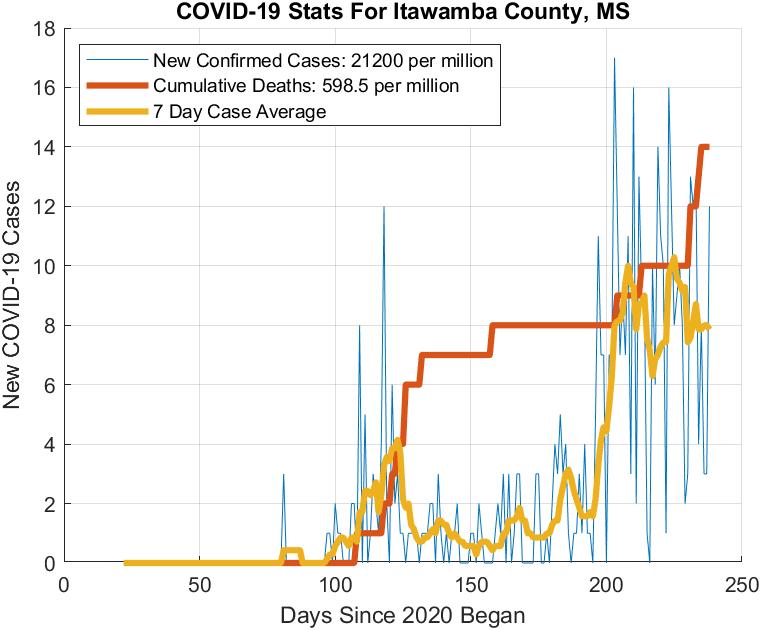 COVID-19 Stats For Itawamba County, MS
18
16
14
12
10
8
6
4
2
0
New COVID-19 Cases
New Confirmed Cases: 21200 per million
Cumulative Deaths: 598.5 per million
7 Day Case Average
0 50 100 150 200 250
Days Since 2020 Began